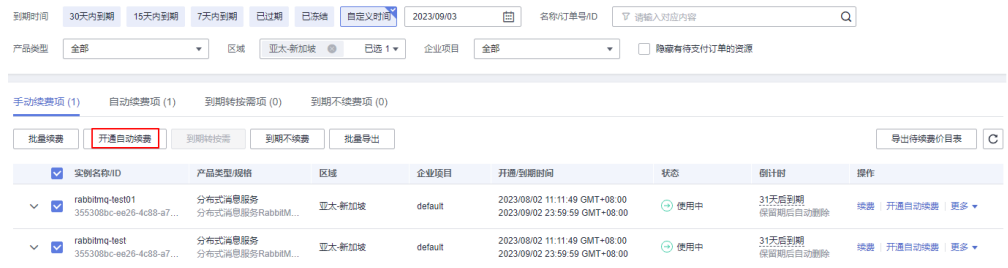 到期时间 30天内到期 15天内到期 7天内到期 已过期 已冻结 自定义时间 2023/09/03 名称/订单号/ID 请输入对应内容
产品类型 全部 区域 亚太-新加坡 已选 1 企业项目 全部 隐藏有待支付订单的资源
手动续费项 (1) 自动续费项 (1) 到期转按需项 (0) 到期不续费项 (0)
批量续费 开通自动续费 到期转按需 到期不续费 批量导出 导出待续费价目表
实例名称/ID 产品类型/规格 区域 企业项目 开通/到期时间 状态 倒计时 操作
rabbitmq-test01 分布式消息服务 亚太-新加坡 default 2023/08/02 11:11:49 GMT+08:00 使用中 31天后到期 续费 开通自动续费 更多
355308bc-ee26-4c88-a7... 分布式消息服务RabbitM... 2023/09/02 23:59:59 GMT+08:00 保留期后自动删除
rabbitmq-test 分布式消息服务 亚太-新加坡 default 2023/08/02 11:11:49 GMT+08:00 使用中 31天后到期 续费 开通自动续费 更多
355308bc-ee26-4c88-a7... 分布式消息服务RabbitM... 2023/09/02 23:59:59 GMT+08:00 保留期后自动删除